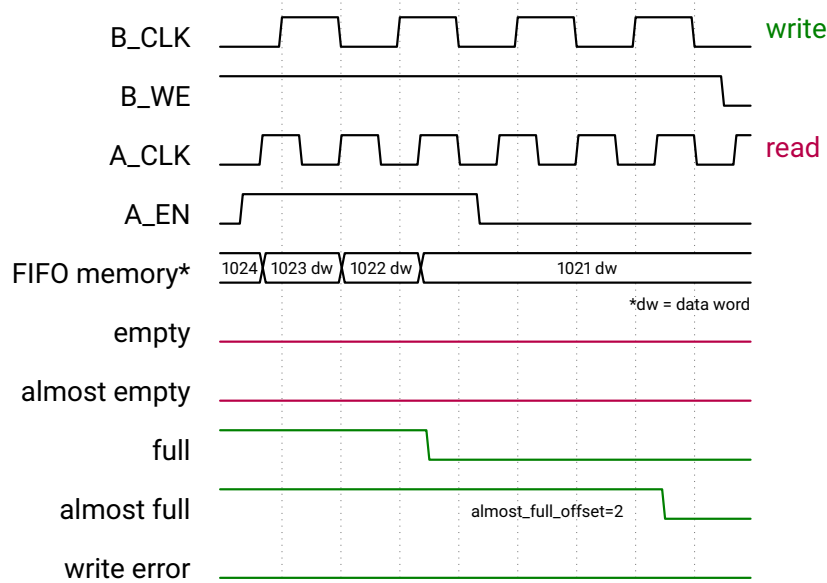 B_CLK
write
B_WE
A_CLK
read
A_EN
FIFO memory*
1024
1023 dw
1022 dw
1021 dw
*dw = data word
empty
almost empty
full
almost full
almost_full_offset=2
write error